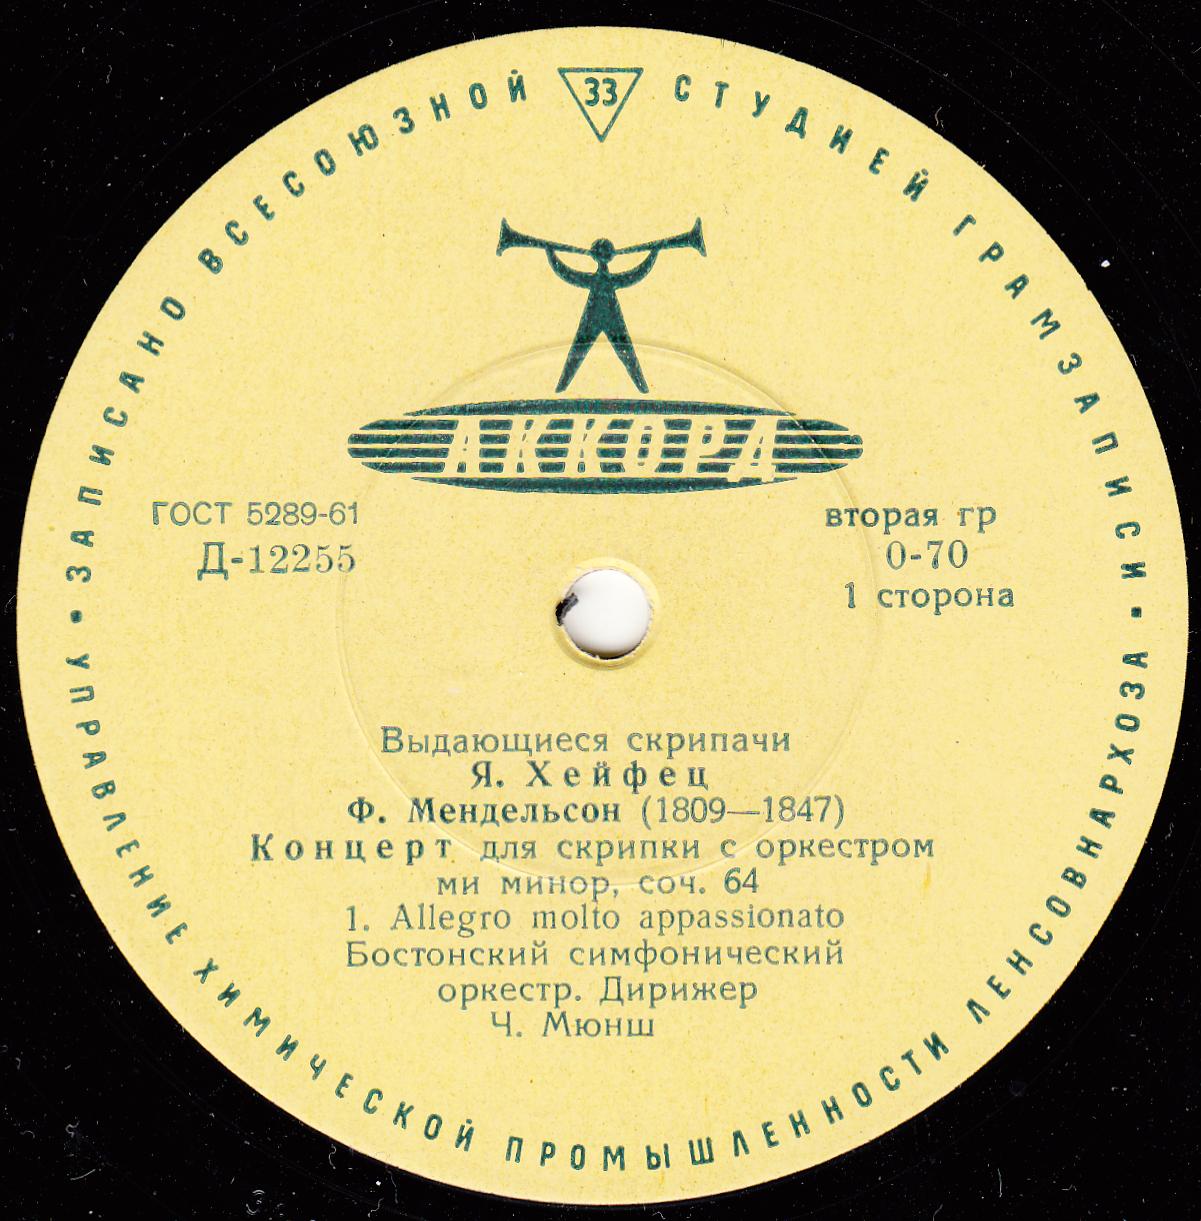 ЗАПИСАНО ВСЕСОЮЗНОЙ 33 СТУДИЕЙ ГРАМЗАПИСИ •
АККОРД
ГОСТ 5289-61
Д-12255
вторая гр
0-70
1 сторона
Выдающиеся скрипачи
Я. Хейфец
Ф. Мендельсон (1809—1847)
Концерт для скрипки с оркестром
ми минор, соч. 64
1. Allegro molto appassionato
Бостонский симфонический
оркестр. Дирижер
Ч. Мюнш
УПРАВЛЕНИЕ ХИМИЧЕСКОЙ ПРОМЫШЛЕННОСТИ ЛЕНСОВНАРХОЗА •